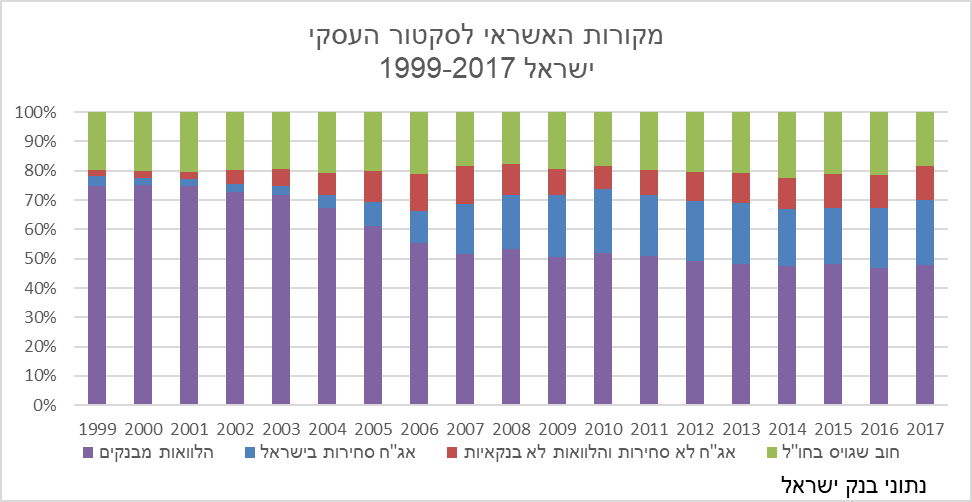 מקורות האשראי לסקטור העסקי
ישראל 1999-2017
100%
90%
80%
70%
60%
50%
40%
30%
20%
10%
0%
1999 2000 2001 2002 2003 2004 2005 2006 2007 2008 2009 2010 2011 2012 2013 2014 2015 2016 2017
הלוואות מבנקים
אג"ח סחירות בישראל
אג"ח לא סחירות והלוואות לא בנקאיות
חוב שגויס בחו"ל
נתוני בנק ישראל